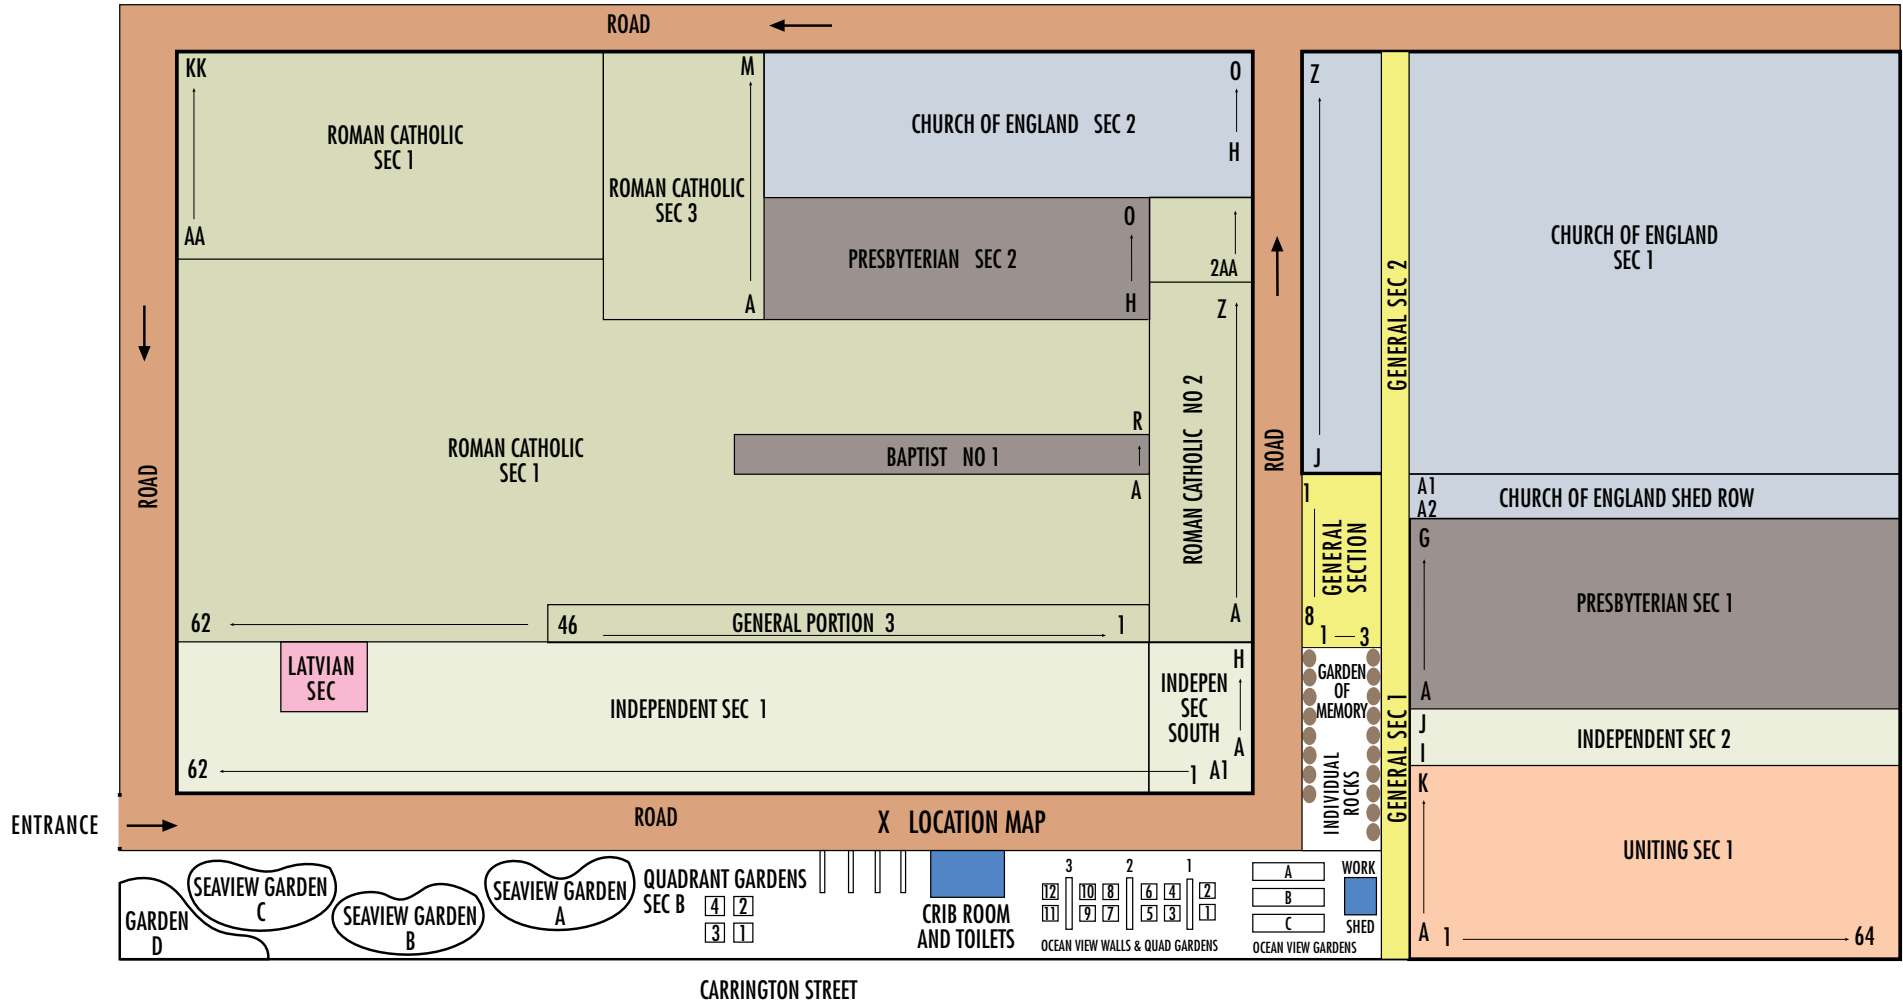 ROAD
KK
ROMAN CATHOLIC
SEC 1
AA
M
ROMAN CATHOLIC
SEC 3
A
CHURCH OF ENGLAND SEC 2
O
H
PRESBYTERIAN SEC 2
O
H
2AA
Z
ROMAN CATHOLIC NO 2
A
ROMAN CATHOLIC
SEC 1
R
BAPTIST NO 1
A
62
46
GENERAL PORTION 3
1
LATVIAN
SEC
INDEPENDENT SEC 1
62
1
H
INDEPEN
SEC
SOUTH
A
A1
ROAD
ROAD
Z
J
GENERAL SEC 2
CHURCH OF ENGLAND
SEC 1
1
GENERAL
SECTION
8
1
3
A1
A2
CHURCH OF ENGLAND SHED ROW
G
PRESBYTERIAN SEC 1
A
GARDEN
OF
MEMORY
INDIVIDUAL
ROCKS
GENERAL SEC 1
J
I
INDEPENDENT SEC 2
K
UNITING SEC 1
A
1
64
ENTRANCE
ROAD
X LOCATION MAP
SEAVIEW GARDEN
C
SEAVIEW GARDEN
B
SEAVIEW GARDEN
A
GARDEN
D
QUADRANT GARDENS
SEC B
4 2
3 1
CRIB ROOM
AND TOILETS
3 2 1
12 10 8 6 4 2
11 9 7 5 3 1
OCEAN VIEW WALLS & QUAD GARDENS
A
B
C
OCEAN VIEW GARDENS
WORK
SHED
CARRINGTON STREET